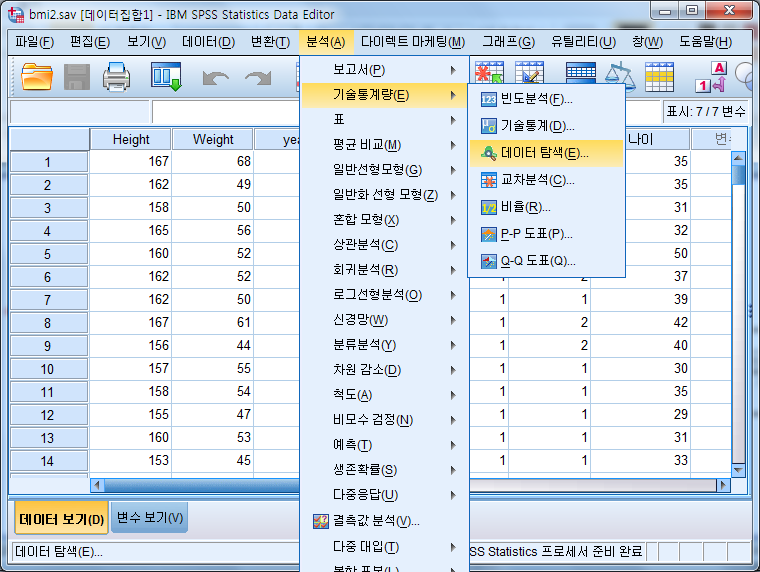 bmi2.sav [데이터집합1] - IBM SPSS Statistics Data Editor
파일(F) 편집(E) 보기(V) 데이터(D) 변환(T) 분석(A) 다이렉트 마케팅(M) 그래프(G) 유틸리티(U) 창(W) 도움말(H)
표시: 7 / 7 변수
보고서(P)
기술통계량(E)
표
평균 비교(M)
일반선형모형(G)
일반화 선형 모형(Z)
혼합 모형(X)
상관분석(C)
회귀분석(R)
로그선형분석(O)
신경망(W)
분류분석(Y)
차원 감소(D)
척도(A)
비모수 검정(N)
예측(T)
생존확률(S)
다중응답(U)
결측값 분석(V)...
다중 대입(T)
복합 표본(L)
빈도분석(F)...
기술통계(D)...
데이터 탐색(E)...
교차분석(C)...
비율(R)...
P-P 도표(P)...
Q-Q 도표(Q)...
Height Weight yea 나이 변
1 167 68 35
2 162 49 35
3 158 50 31
4 165 56 32
5 160 52 50
6 162 52 1 2 37
7 162 50 1 1 39
8 167 61 1 2 42
9 156 44 1 2 40
10 157 55 1 1 30
11 158 54 1 1 35
12 155 47 1 1 29
13 160 53 1 1 31
14 153 45 1 1 33
데이터 보기(D) 변수 보기(V)
데이터 탐색(E)... SS Statistics 프로세서 준비 완료